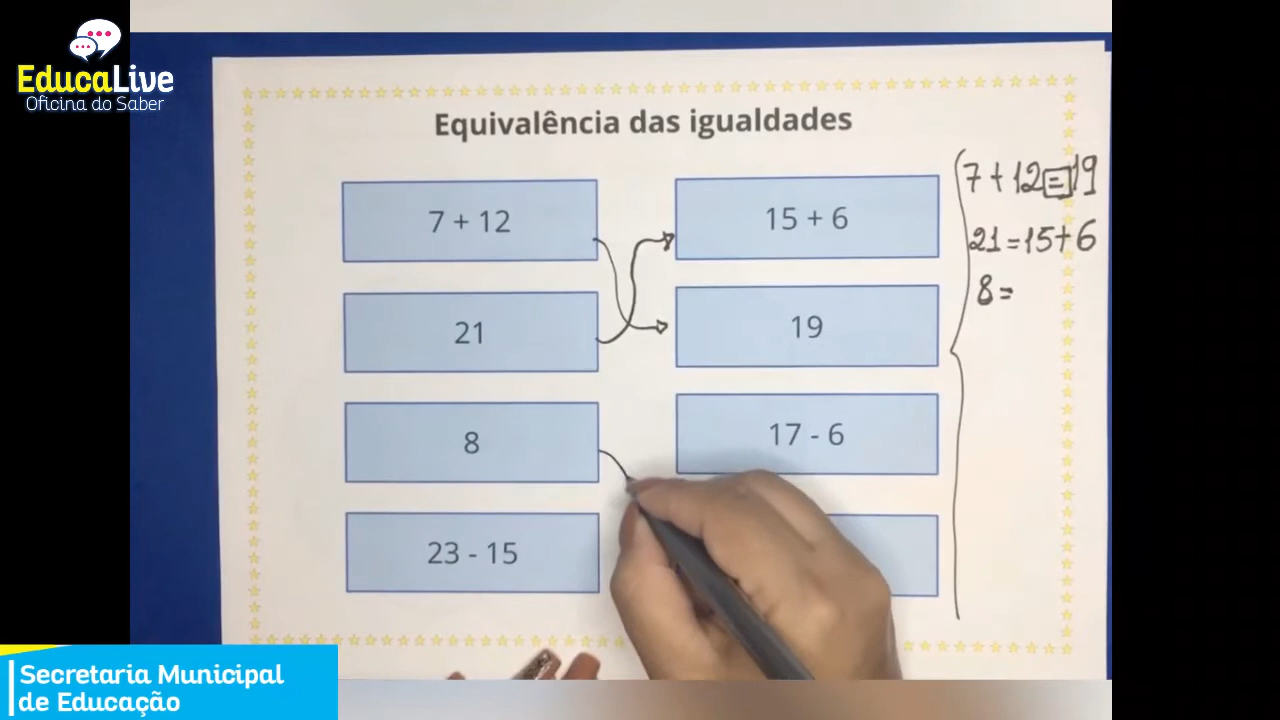 EducaLive
Oficina do Saber
Equivalência das igualdades
7 + 12
15 + 6
21
19
8
17 - 6
23 - 15
7 + 12 = 19
21 = 15 + 6
8 =
Secretaria Municipal
de Educação